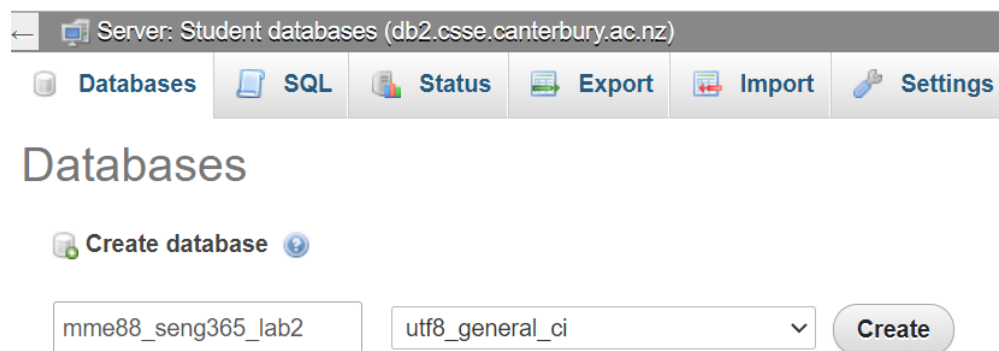 ← Server: Student databases (db2.csse.canterbury.ac.nz)
Databases SQL Status Export Import Settings
Databases
Create database
mme88_seng365_lab2 utf8_general_ci Create